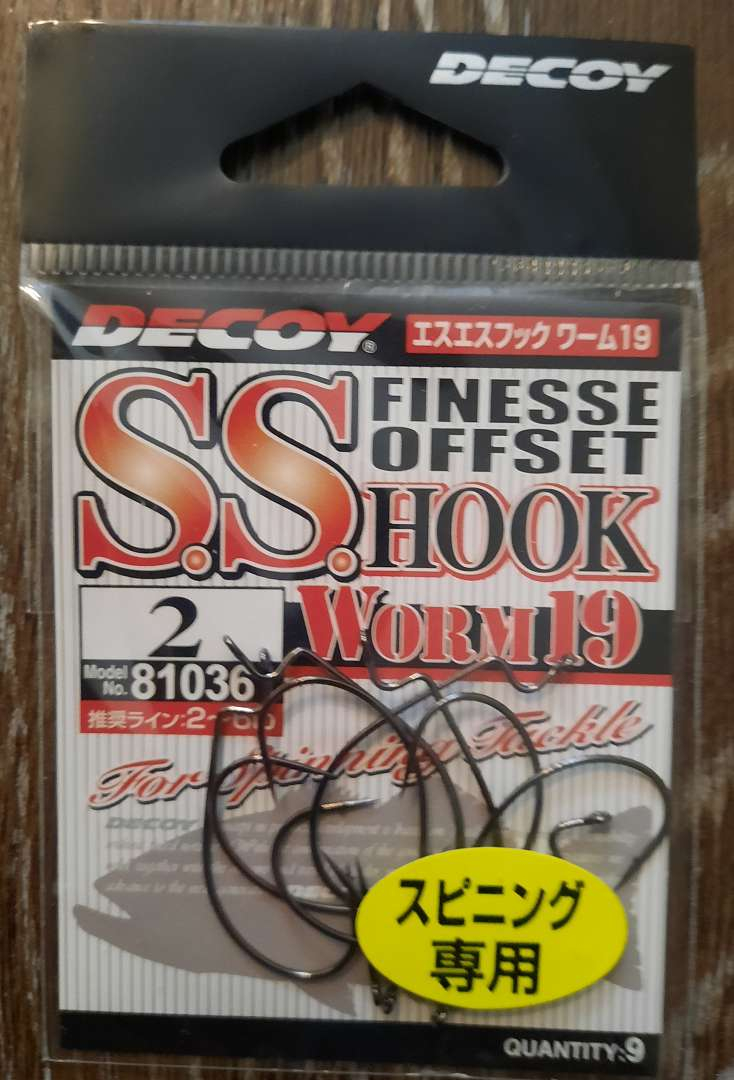 DECOY
DECOY® エスエスフック ワーム19
S.S. FINESSE
OFFSET
HOOK
2 WORM19
Model No. 81036
推奨ライン:2～6lb
For Spinning Tackle
DECOY
DECOY
スピニング
専用
QUANTITY:9